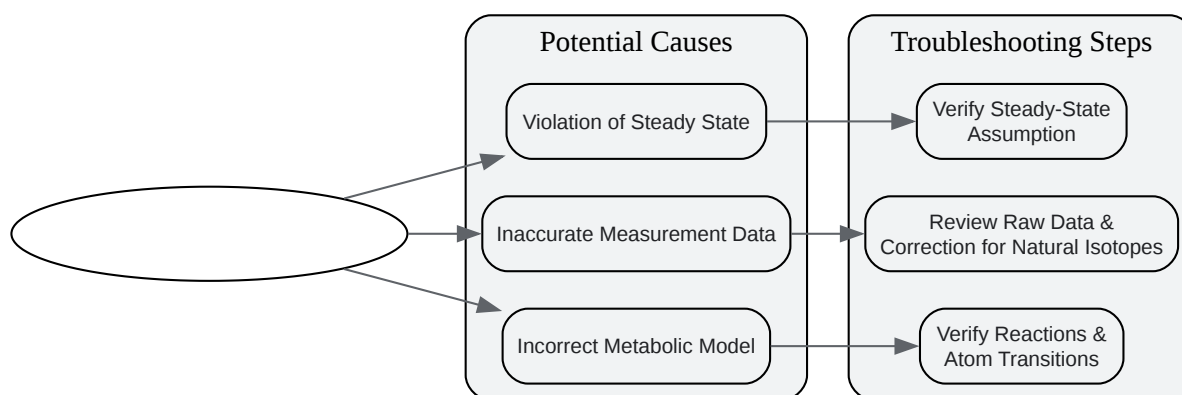 Potential Causes
Troubleshooting Steps
Violation of Steady State
Verify Steady-State
Assumption
Inaccurate Measurement Data
Review Raw Data &
Correction for Natural Isotopes
Incorrect Metabolic Model
Verify Reactions &
Atom Transitions